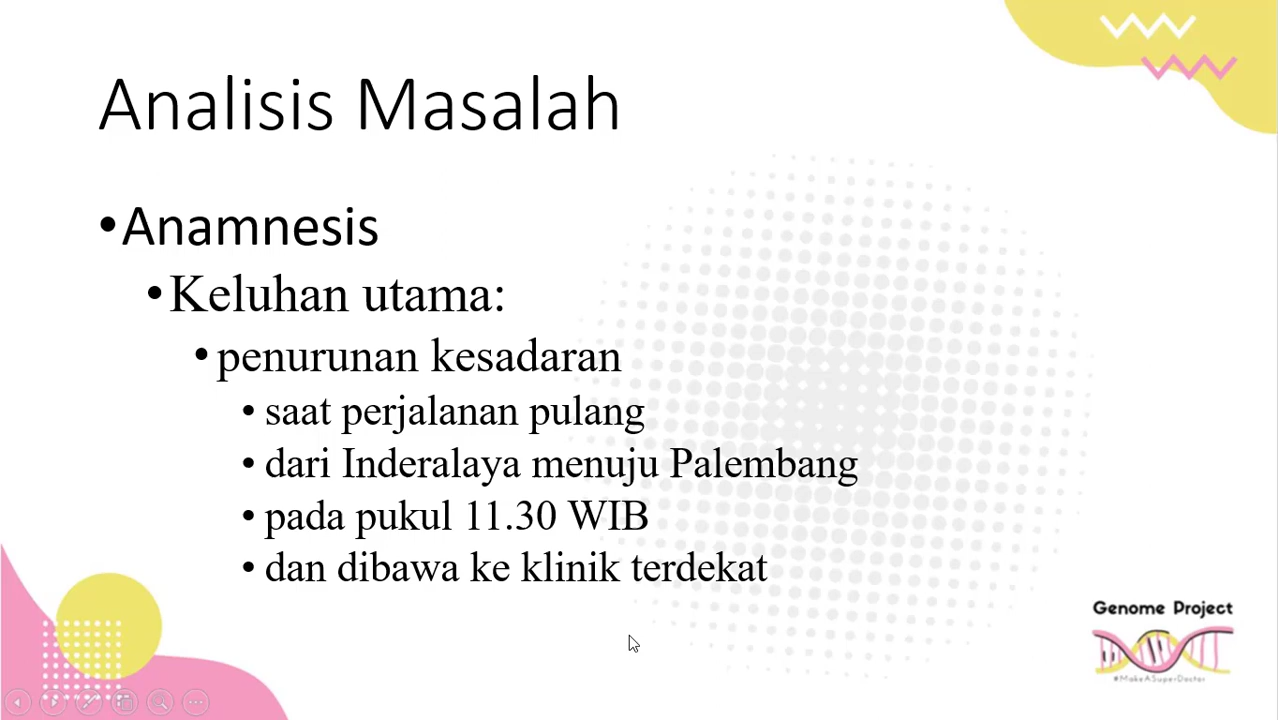 Analisis Masalah
•Anamnesis
•Keluhan utama:
•penurunan kesadaran
• saat perjalanan pulang
• dari Inderalaya menuju Palembang
• pada pukul 11.30 WIB
• dan dibawa ke klinik terdekat
Genome Project
#MakeASuperDoctor